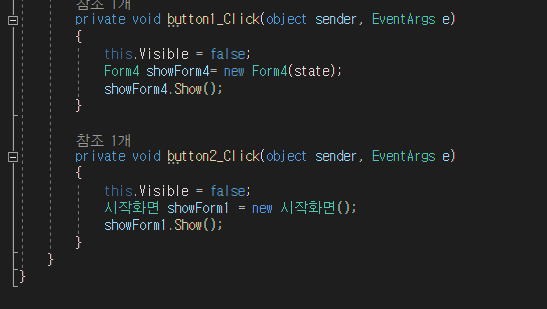 참조 1개
private void button1_Click(object sender, EventArgs e)
{
this.Visible = false;
Form4 showForm4= new Form4(state);
showForm4.Show();
}
참조 1개
private void button2_Click(object sender, EventArgs e)
{
this.Visible = false;
시작화면 showForm1 = new 시작화면();
showForm1.Show();
}
}
}